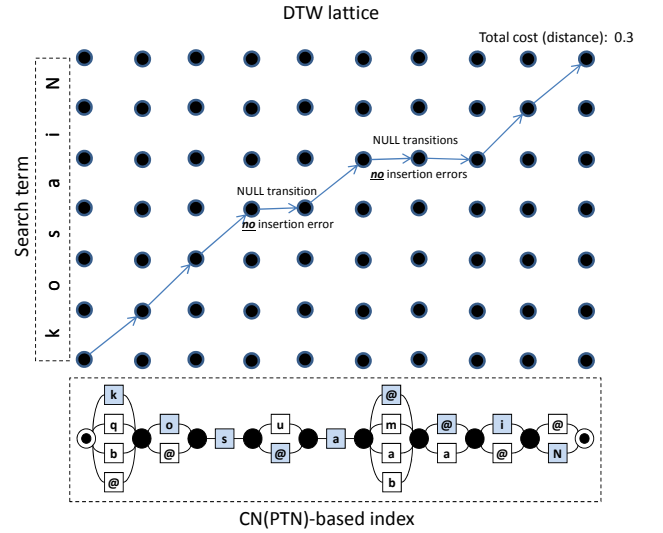 DTW lattice
Total cost (distance): 0.3
Search term
k o s a i N
NULL transitions
no insertion errors
NULL transition
no insertion error
k @
q o u m @ i @
s a
b @ @ a a @ N
@ b
CN(PTN)-based index